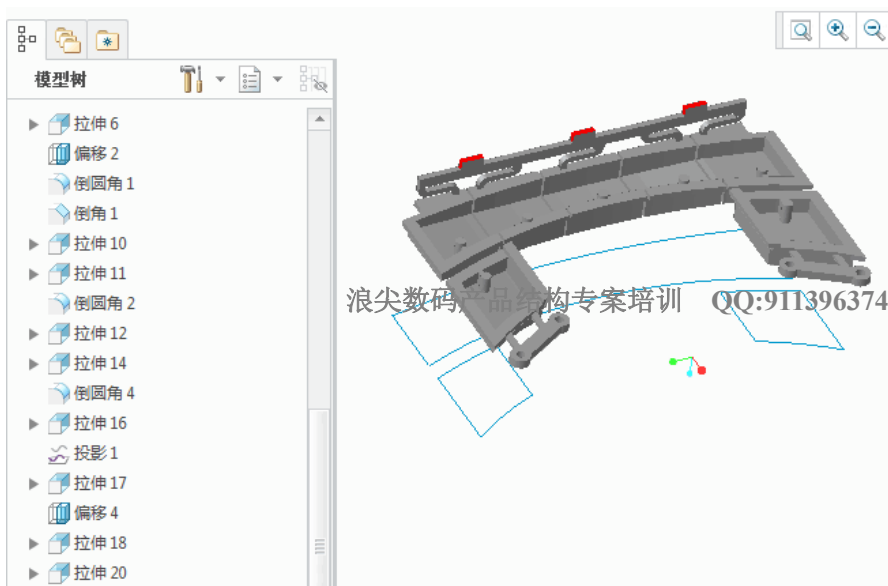 模型树
拉伸 6
偏移 2
倒圆角 1
倒角 1
拉伸 10
拉伸 11
倒圆角 2
拉伸 12
拉伸 14
倒圆角 4
拉伸 16
投影 1
拉伸 17
偏移 4
拉伸 18
拉伸 20
浪尖数码产品结构专案培训 QQ:911396374